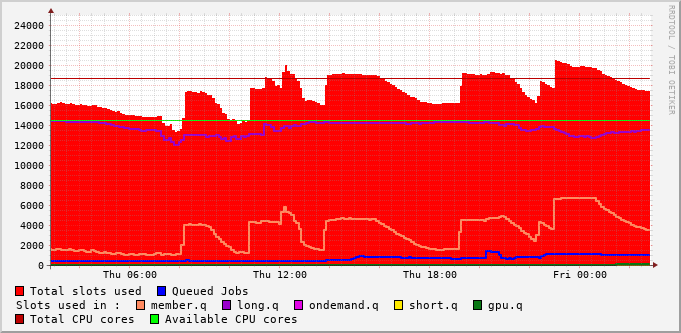 24000
22000
20000
18000
16000
14000
12000
10000
8000
6000
4000
2000
0
Thu 06:00 Thu 12:00 Thu 18:00 Fri 00:00
RRDTOOL / TOBI OETIKER
Total slots used Queued Jobs
Slots used in : member.q long.q ondemand.q short.q gpu.q
Total CPU cores Available CPU cores